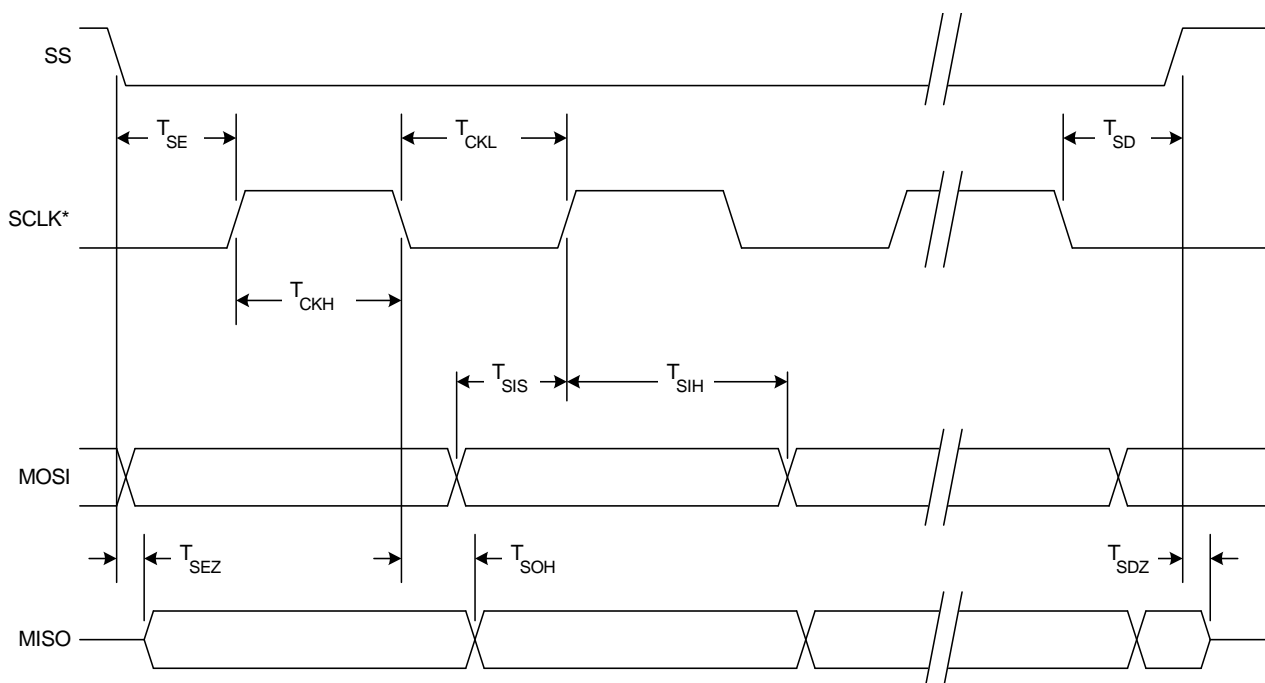 SS
T_SE
T_CKL
T_SD
SCLK*
T_CKH
T_SIS
T_SIH
MOSI
T_SEZ
T_SOH
T_SDZ
MISO